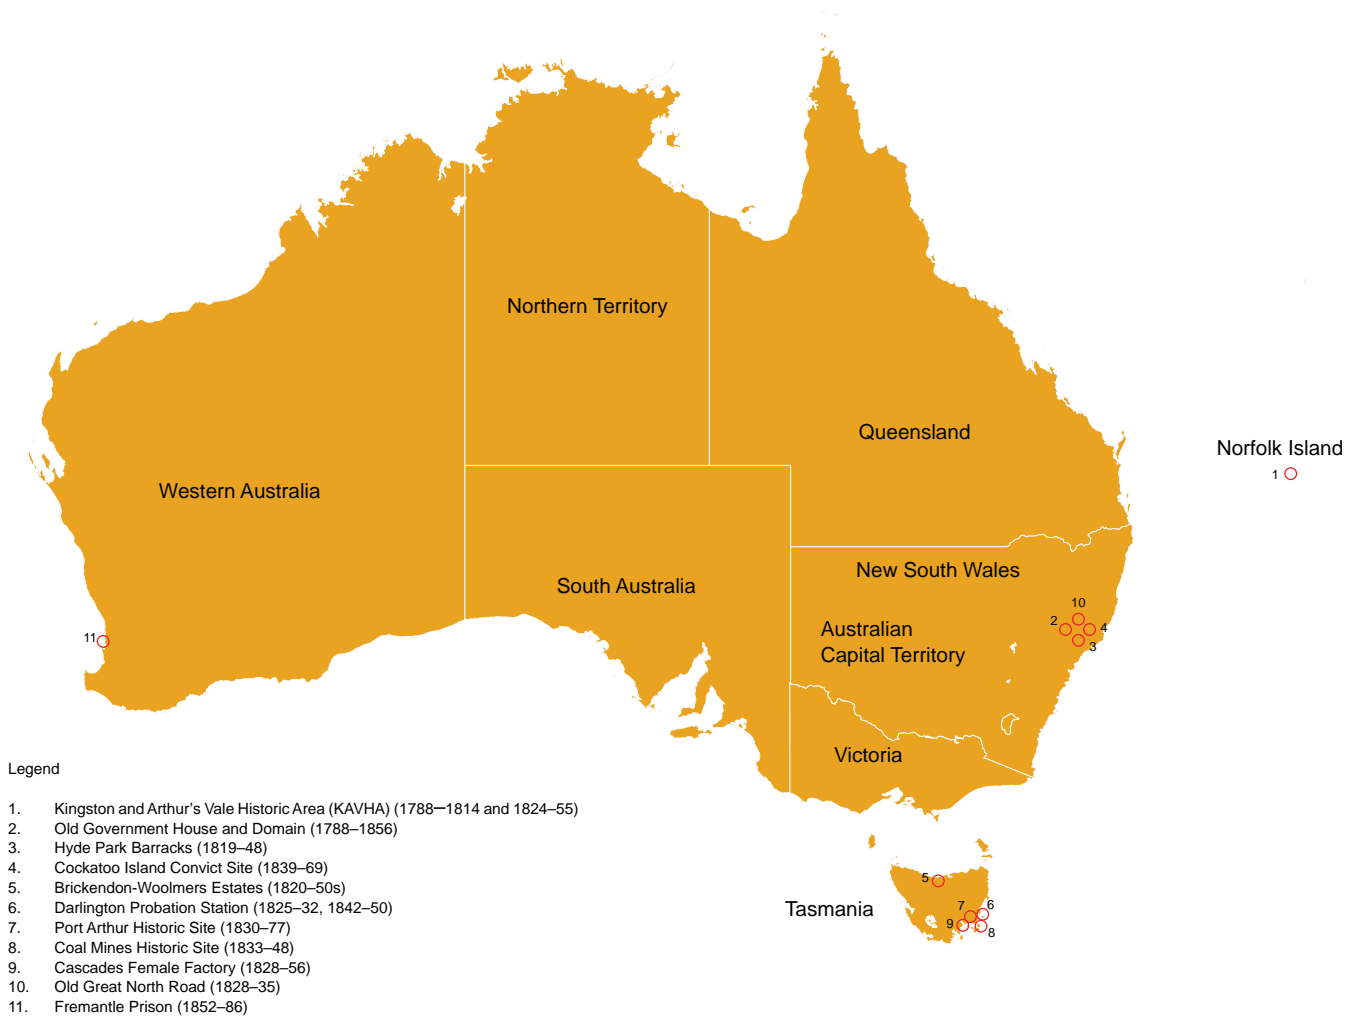 Northern Territory
Queensland
Norfolk Island
1
Western Australia
New South Wales
South Australia
10
2
4
3
Australian
Capital Territory
11
Victoria
Tasmania
5
7
6
9
8
Legend
1. Kingston and Arthur's Vale Historic Area (KAVHA) (1788—1814 and 1824–55)
2. Old Government House and Domain (1788–1856)
3. Hyde Park Barracks (1819–48)
4. Cockatoo Island Convict Site (1839–69)
5. Brickendon-Woolmers Estates (1820–50s)
6. Darlington Probation Station (1825–32, 1842–50)
7. Port Arthur Historic Site (1830–77)
8. Coal Mines Historic Site (1833–48)
9. Cascades Female Factory (1828–56)
10. Old Great North Road (1828–35)
11. Fremantle Prison (1852–86)